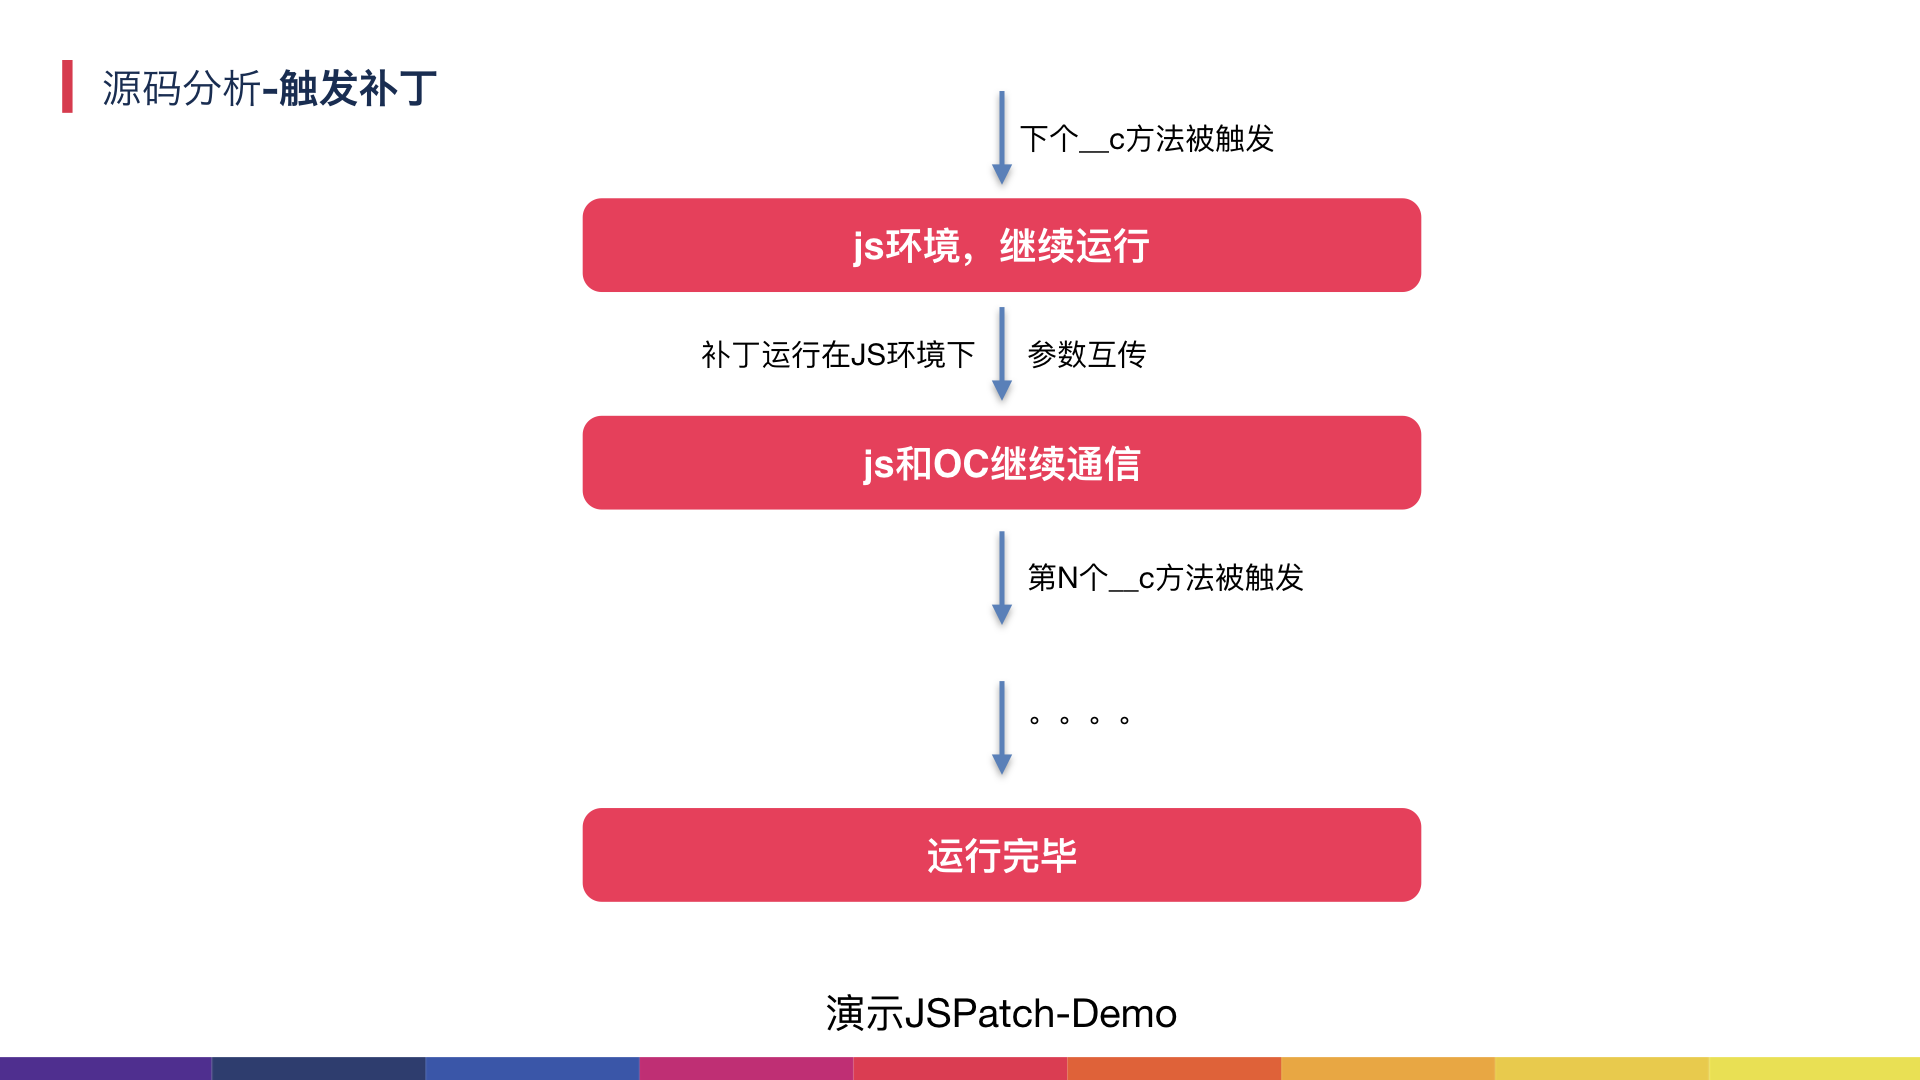 源码分析-触发补丁
下个__c方法被触发
js环境，继续运行
补丁运行在JS环境下
参数互传
js和OC继续通信
第N个__c方法被触发
。。。。
运行完毕
演示JSPatch-Demo